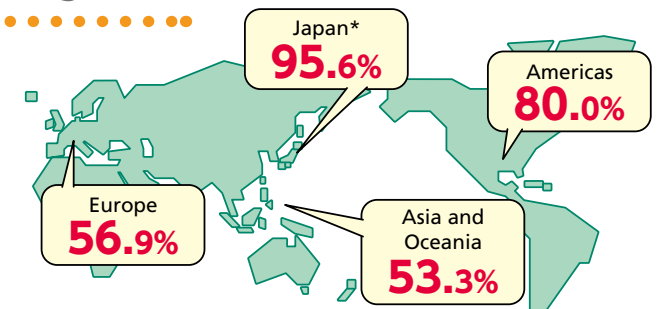 Japan*
95.6%
Americas
80.0%
Europe
56.9%
Asia and
Oceania
53.3%